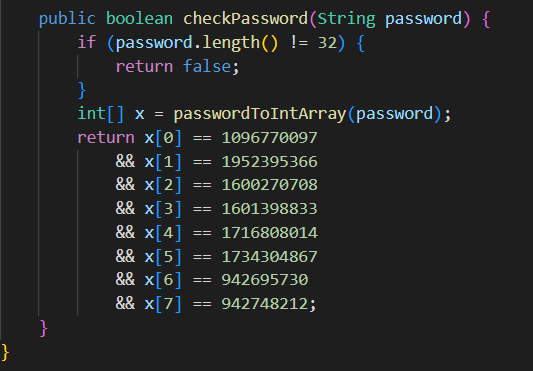 public boolean checkPassword(String password) {
if (password.length() != 32) {
return false;
}
int[] x = passwordToIntArray(password);
return x[0] == 1096770097
&& x[1] == 1952395366
&& x[2] == 1600270708
&& x[3] == 1601398833
&& x[4] == 1716808014
&& x[5] == 1734304867
&& x[6] == 942695730
&& x[7] == 942748212;
}
}